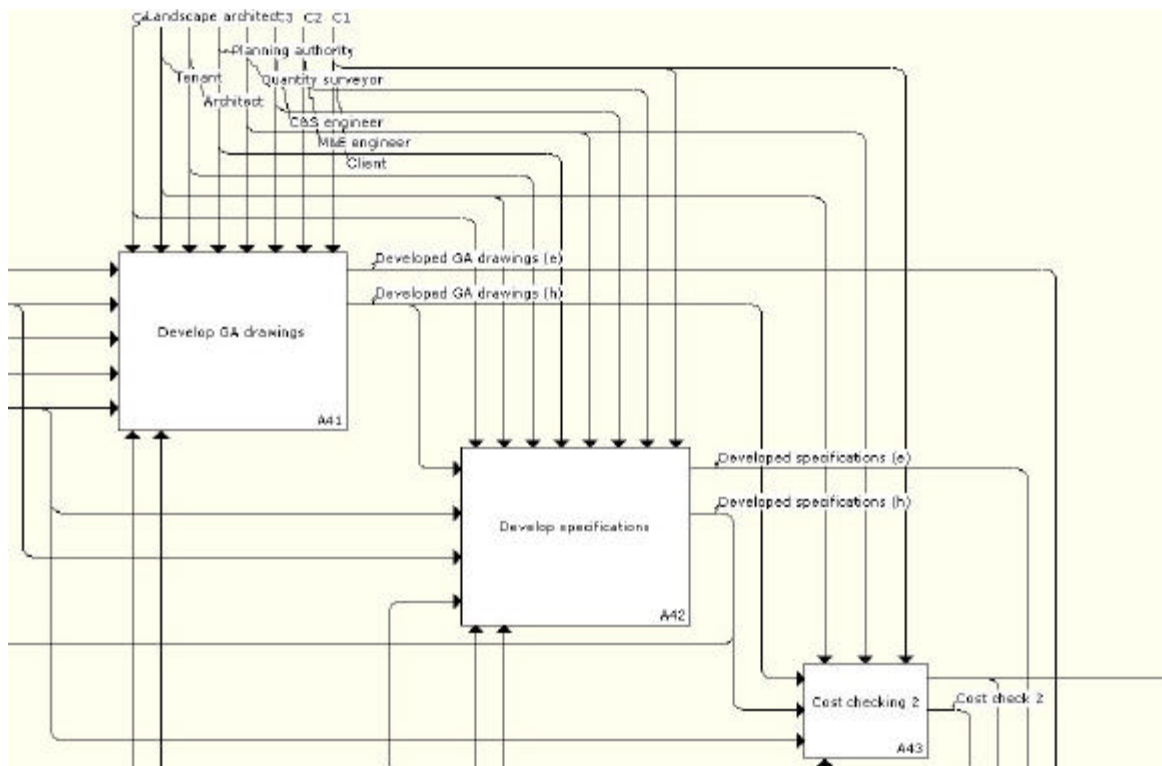 Landscape architect C3 C2 C1
Planning authority
Tenant
Quantity surveyor
Architect
C&S engineer
M&E engineer
Client
Developed GA drawings (e)
Developed GA drawings (h)
Develop GA drawings
A41
Developed specifications (e)
Developed specifications (h)
Develop specifications
A42
Cost check 2
Cost checking 2
A43